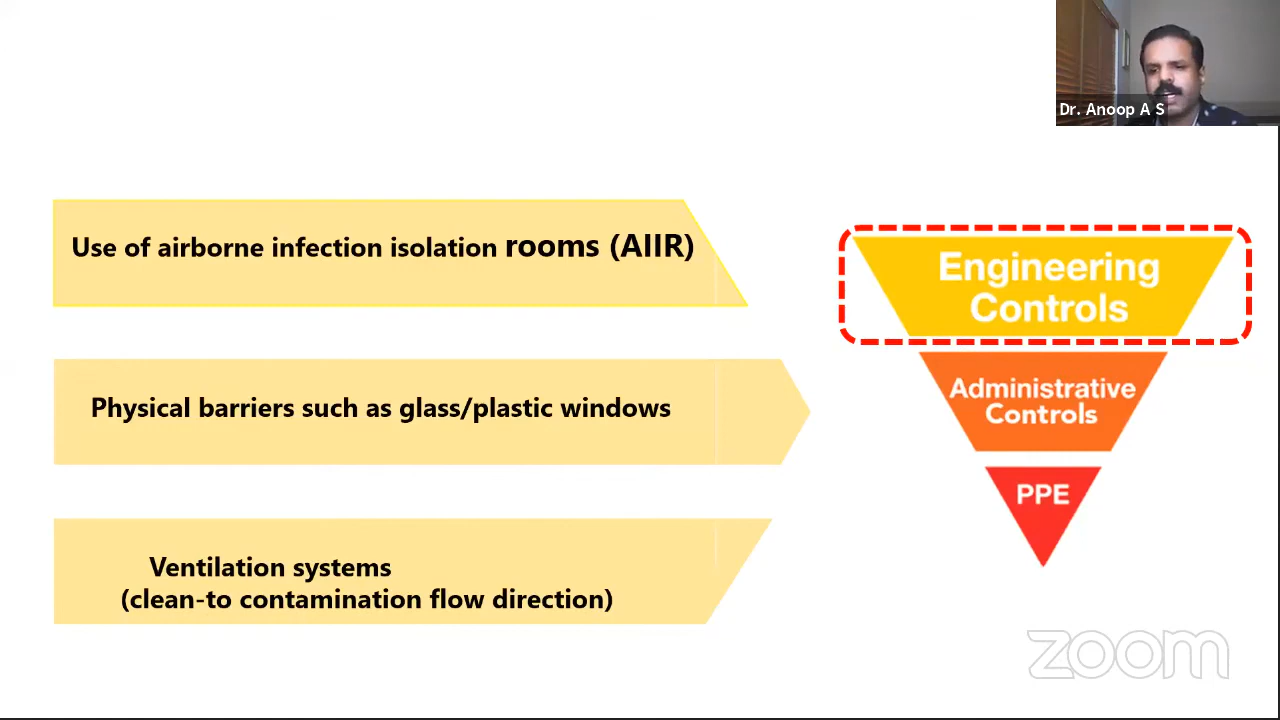 Dr. Anoop A S
Use of airborne infection isolation rooms (AIIR)
Physical barriers such as glass/plastic windows
Ventilation systems
(clean-to contamination flow direction)
Engineering
Controls
Administrative
Controls
PPE
zoom